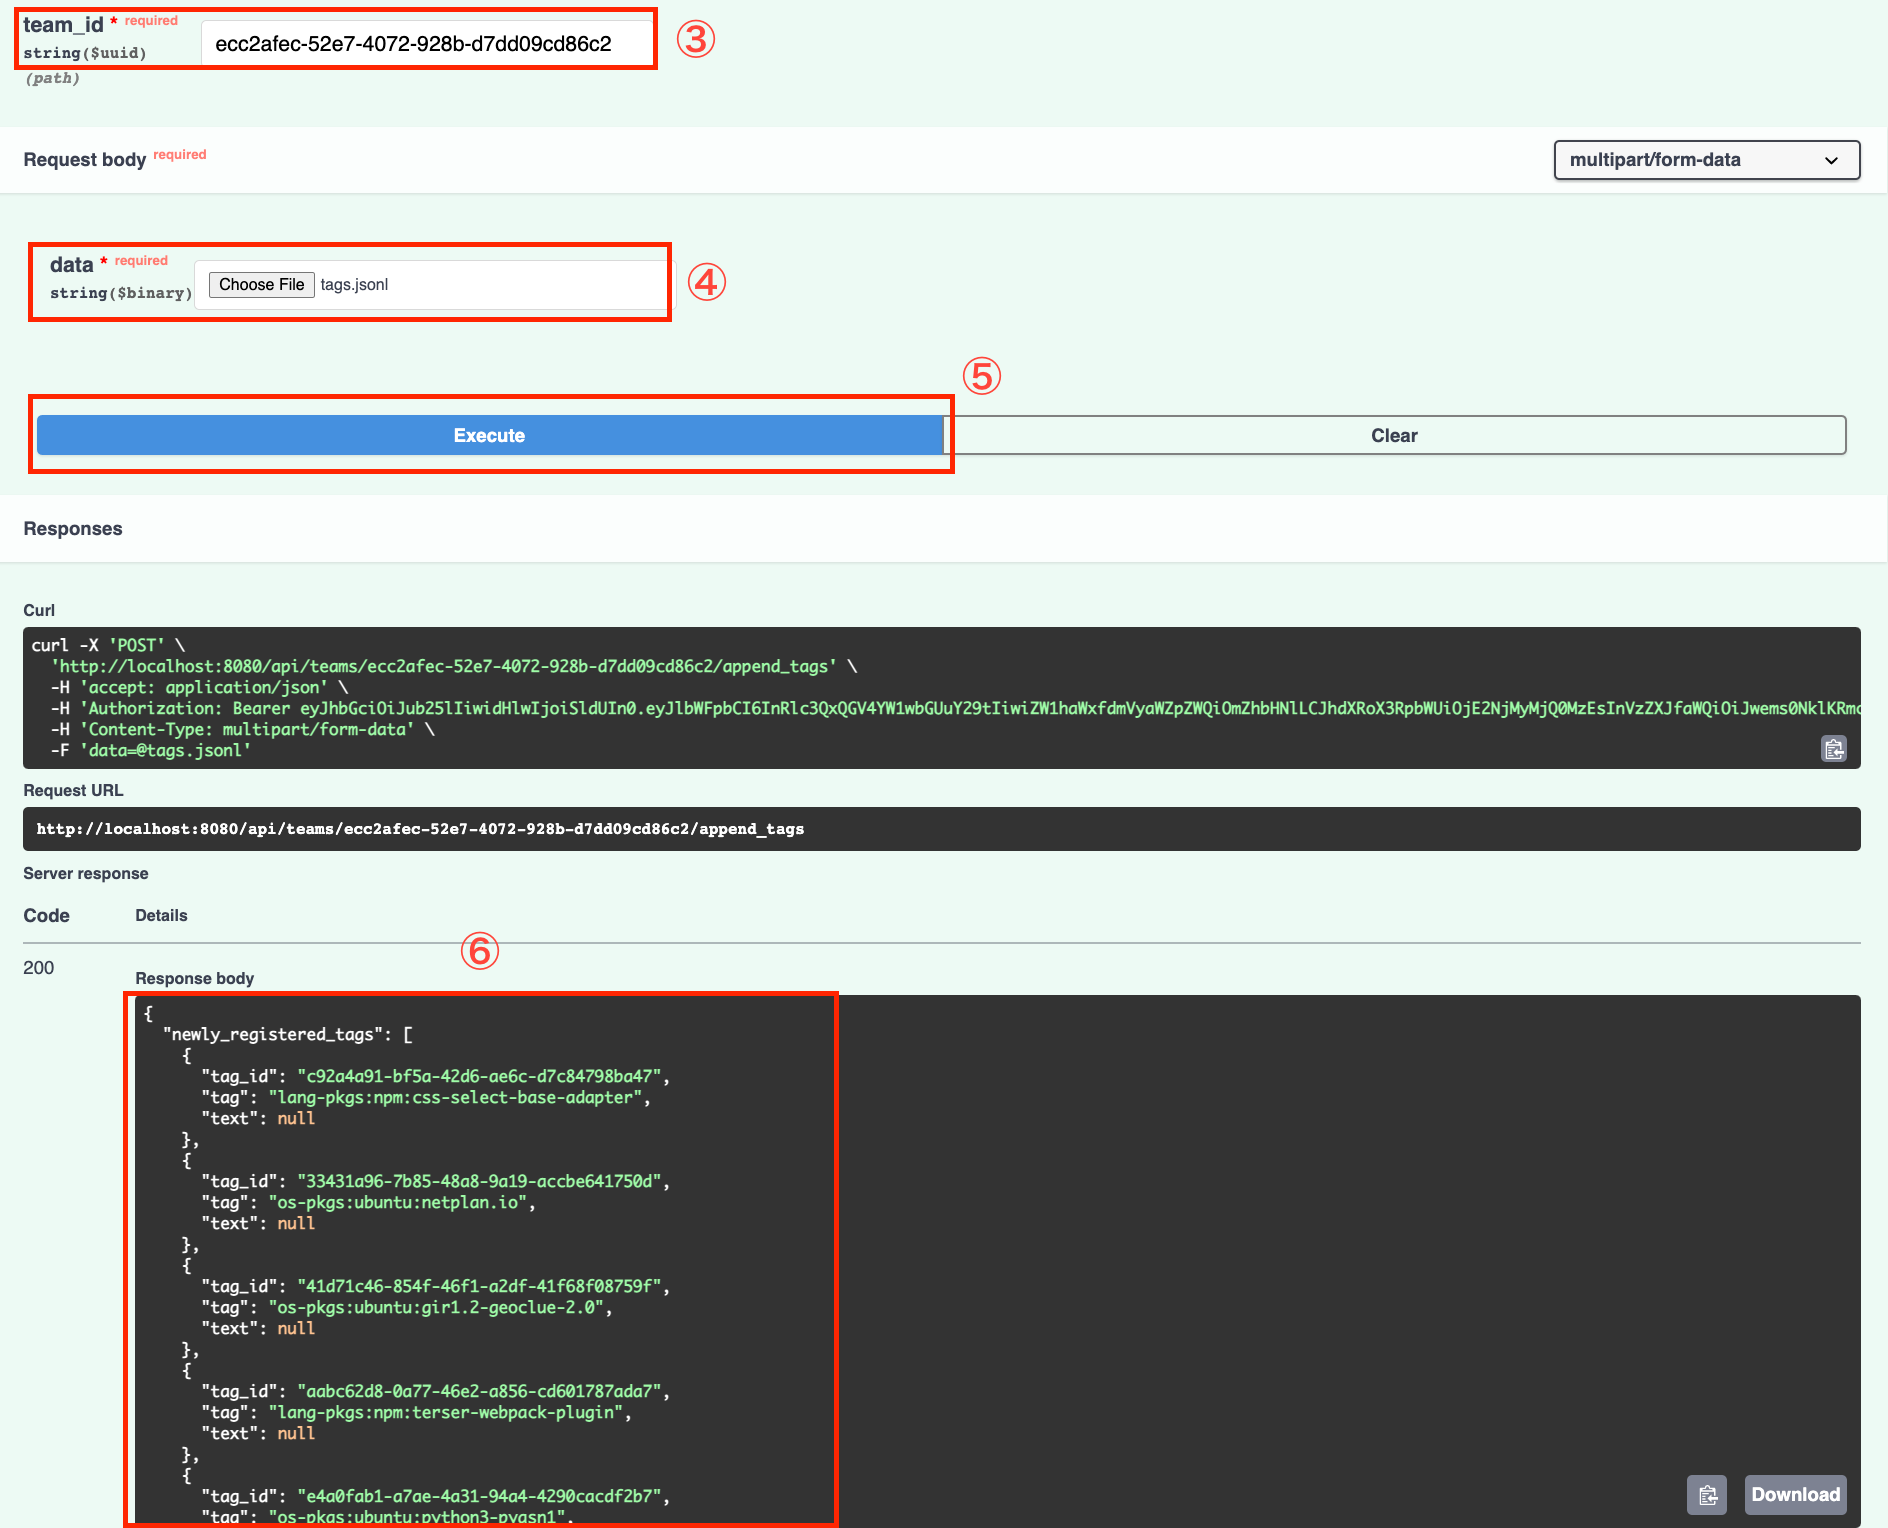 team_id * required
string($uuid)
(path)
ecc2afec-52e7-4072-928b-d7dd09cd86c2
③
Request body required
multipart/form-data
data * required
string($binary)
Choose File tags.jsonl
④
⑤
Execute
Clear
Responses
Curl
curl -X 'POST' \
'http://localhost:8080/api/teams/ecc2afec-52e7-4072-928b-d7dd09cd86c2/append_tags' \
-H 'accept: application/json' \
-H 'Authorization: Bearer eyJhbGciOiJub25lIiwidHlwIjoiSldUIn0.eyJlbWFpbCI6InRlc3QxQGV4YW1wbGUuY29tIiwiZW1haWxfdmVyaWZpZWQiOmZhbHNlLCJhdXRoX3RpbWUiOjE2NjMyMjQ0MzEsInVzZXJfaWQiOiJwems0NklKRm
-H 'Content-Type: multipart/form-data' \
-F 'data=@tags.jsonl'
Request URL
http://localhost:8080/api/teams/ecc2afec-52e7-4072-928b-d7dd09cd86c2/append_tags
Server response
Code
Details
⑥
200
Response body
{
"newly_registered_tags": [
{
"tag_id": "c92a4a91-bf5a-42d6-ae6c-d7c84798ba47",
"tag": "lang-pkgs:npm:css-select-base-adapter",
"text": null
},
{
"tag_id": "33431a96-7b85-48a8-9a19-accbe641750d",
"tag": "os-pkgs:ubuntu:netplan.io",
"text": null
},
{
"tag_id": "41d71c46-854f-46f1-a2df-41f68f08759f",
"tag": "os-pkgs:ubuntu:gir1.2-geoclue-2.0",
"text": null
},
{
"tag_id": "aabc62d8-0a77-46e2-a856-cd601787ada7",
"tag": "lang-pkgs:npm:terser-webpack-plugin",
"text": null
},
{
"tag_id": "e4a0fab1-a7ae-4a31-94a4-4290cacdf2b7",
"tag": "os-pkgs:ubuntu:python3-pyasn1",
Download